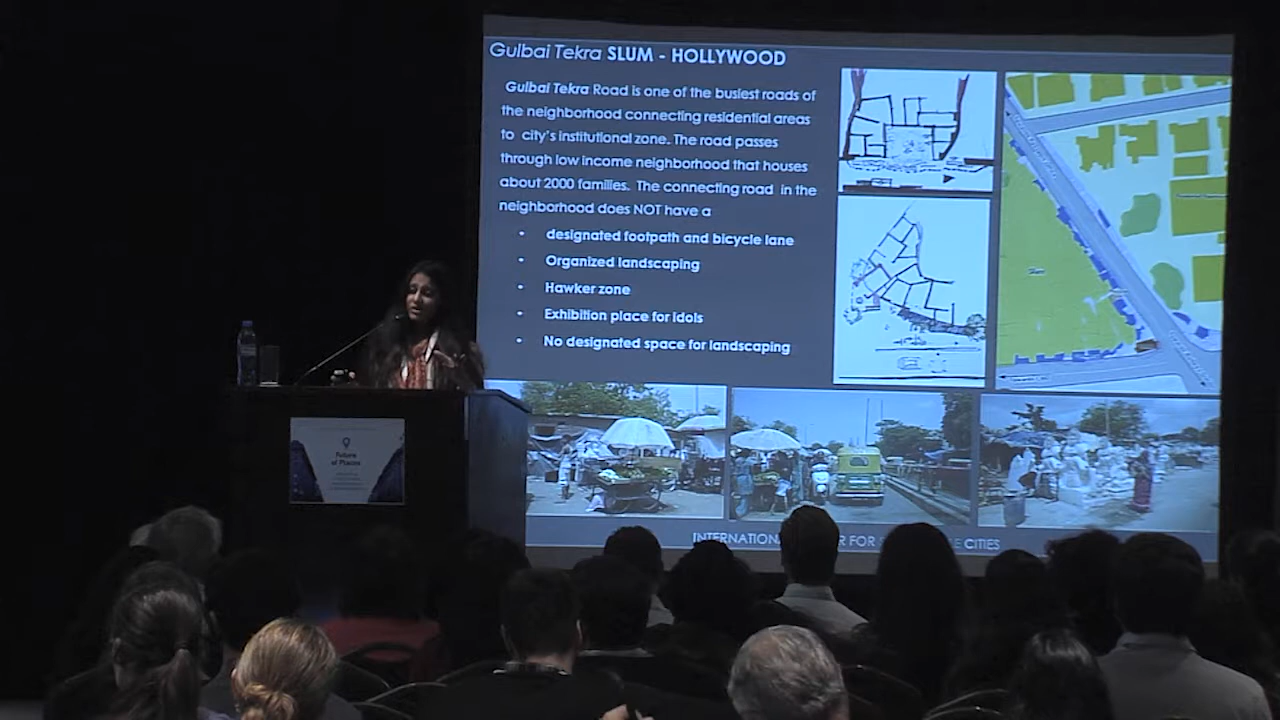 Gulbai Tekra SLUM - HOLLYWOOD
Gulbai Tekra Road is one of the busiest roads of
the neighborhood connecting residential areas
to city's institutional zone. The road passes
through low income neighborhood that houses
about 2000 families. The connecting road in the
neighborhood does NOT have a
• designated footpath and bicycle lane
• Organized landscaping
• Hawker zone
• Exhibition place for Idols
• No designated space for landscaping
Future
of Places
INTERNATION FOR CITIES